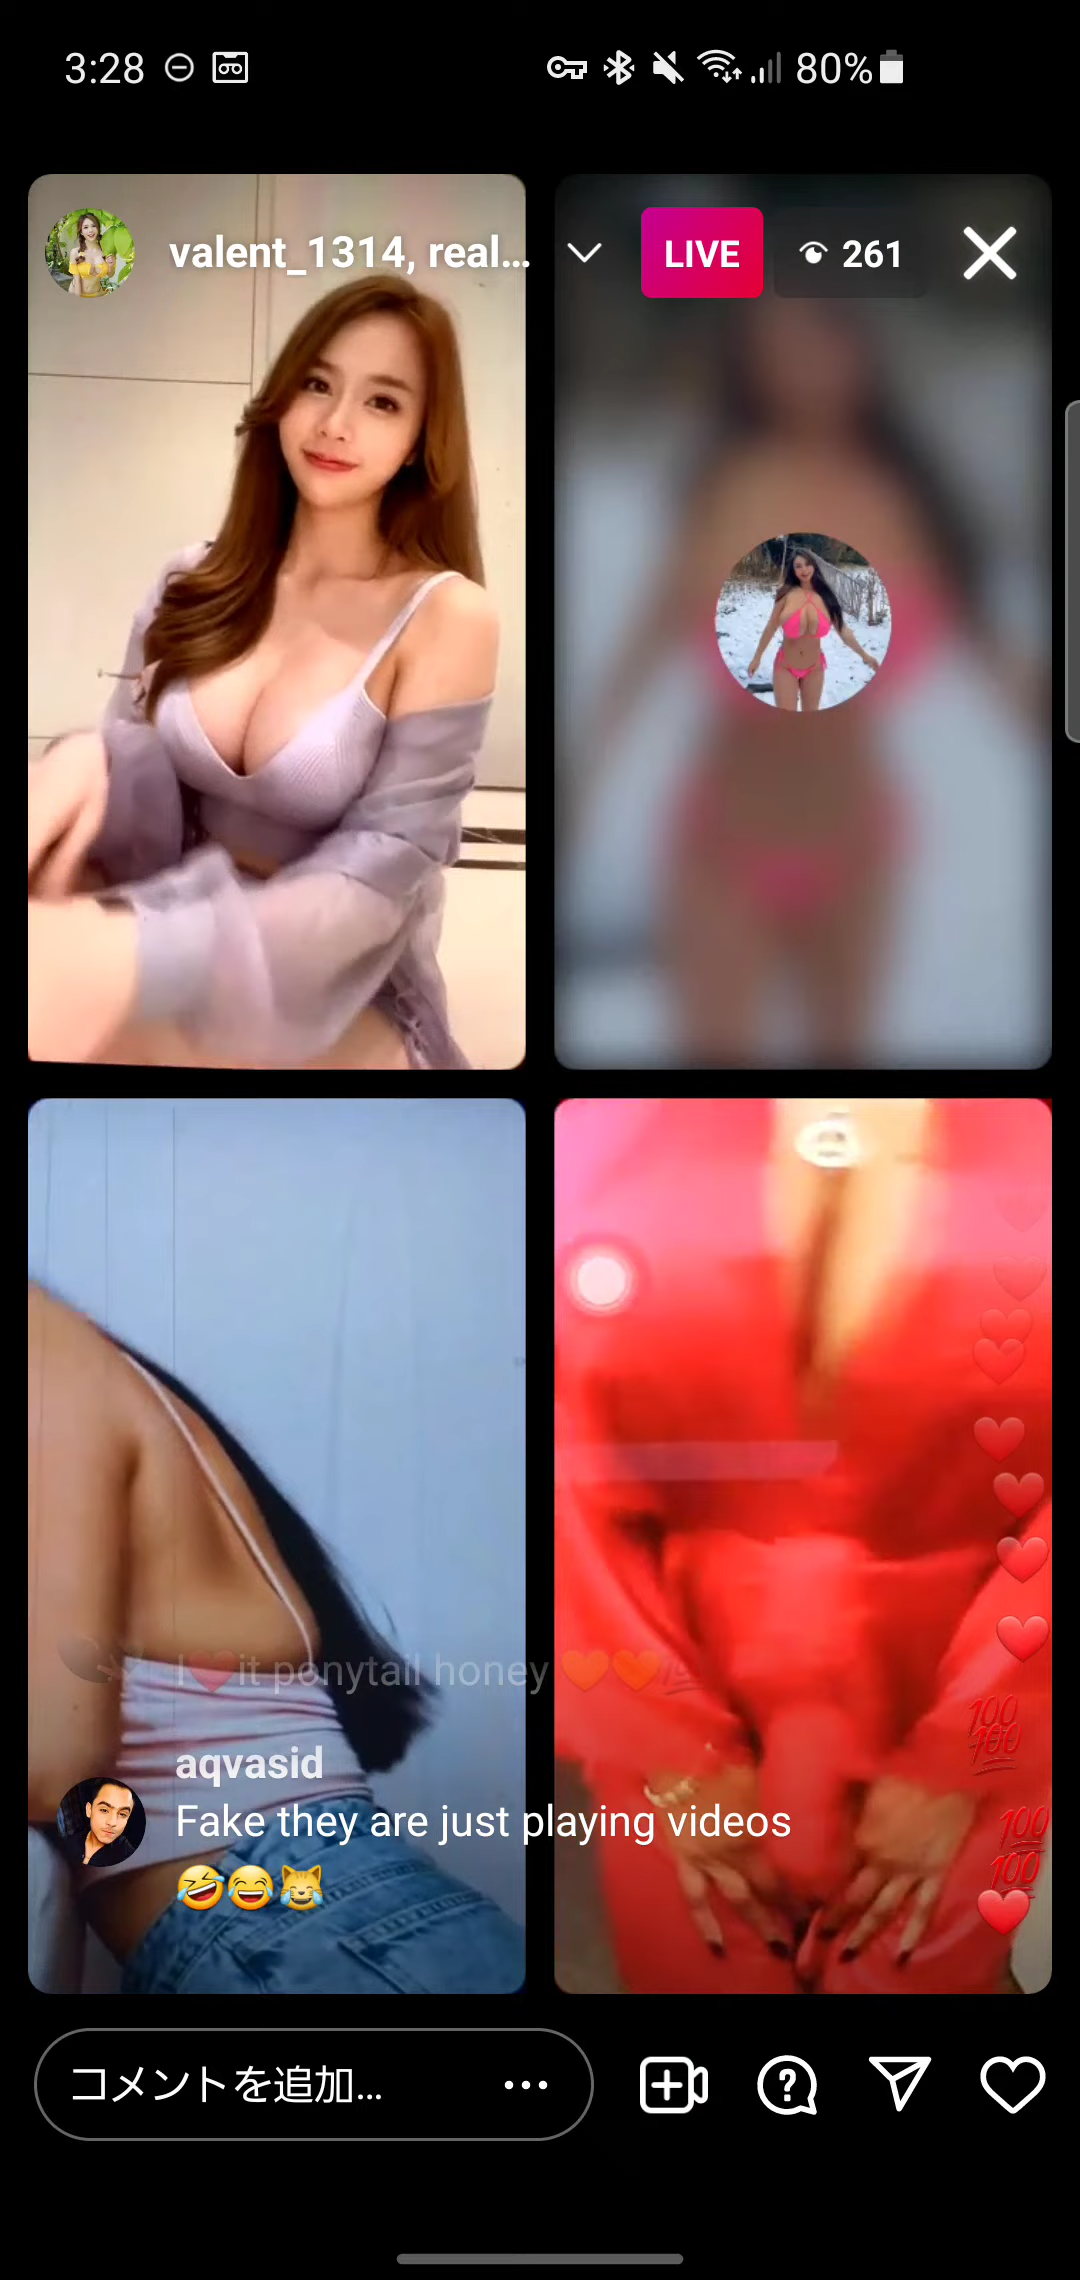 3:28
80%
valent_1314, real...
LIVE
261
I❤️it ponytail honey 🧡🧡💯
aqvasid
Fake they are just playing videos
🤣😂😹
コメントを追加...